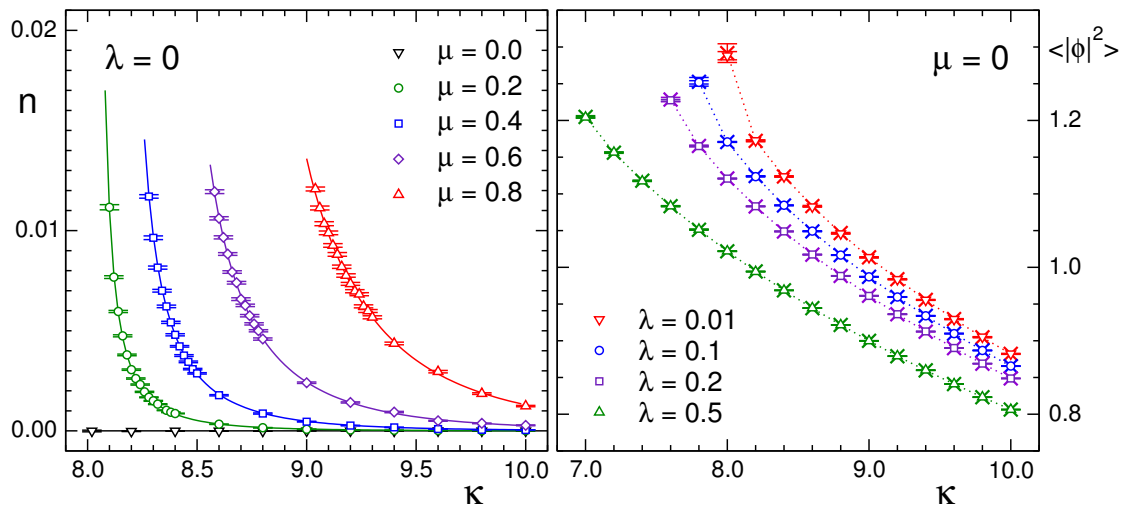 0.02
0.01
0.00
n
λ = 0
μ = 0.0
μ = 0.2
μ = 0.4
μ = 0.6
μ = 0.8
8.0 8.5 9.0 9.5 10.0
κ
μ = 0
<|ϕ|²>
1.2
1.0
0.8
λ = 0.01
λ = 0.1
λ = 0.2
λ = 0.5
7.0 8.0 9.0 10.0
κ